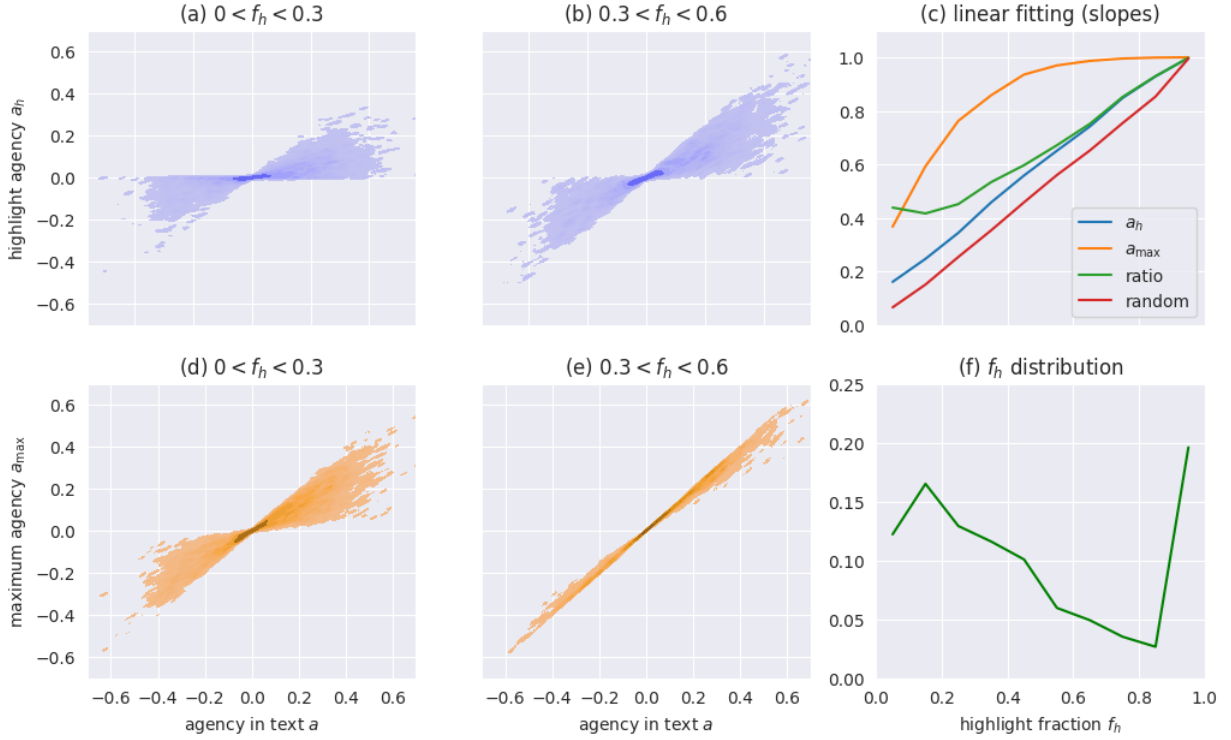 (a) 0 < f_h < 0.3
(b) 0.3 < f_h < 0.6
(c) linear fitting (slopes)
highlight agency a_h
0.6
0.4
0.2
0.0
−0.2
−0.4
−0.6
1.0
0.8
0.6
0.4
0.2
0.0
a_h
a_max
ratio
random
(d) 0 < f_h < 0.3
(e) 0.3 < f_h < 0.6
(f) f_h distribution
maximum agency a_max
0.6
0.4
0.2
0.0
−0.2
−0.4
−0.6
0.25
0.20
0.15
0.10
0.05
0.00
−0.6 −0.4 −0.2 0.0 0.2 0.4 0.6
−0.6 −0.4 −0.2 0.0 0.2 0.4 0.6
0.0 0.2 0.4 0.6 0.8 1.0
agency in text a
agency in text a
highlight fraction f_h